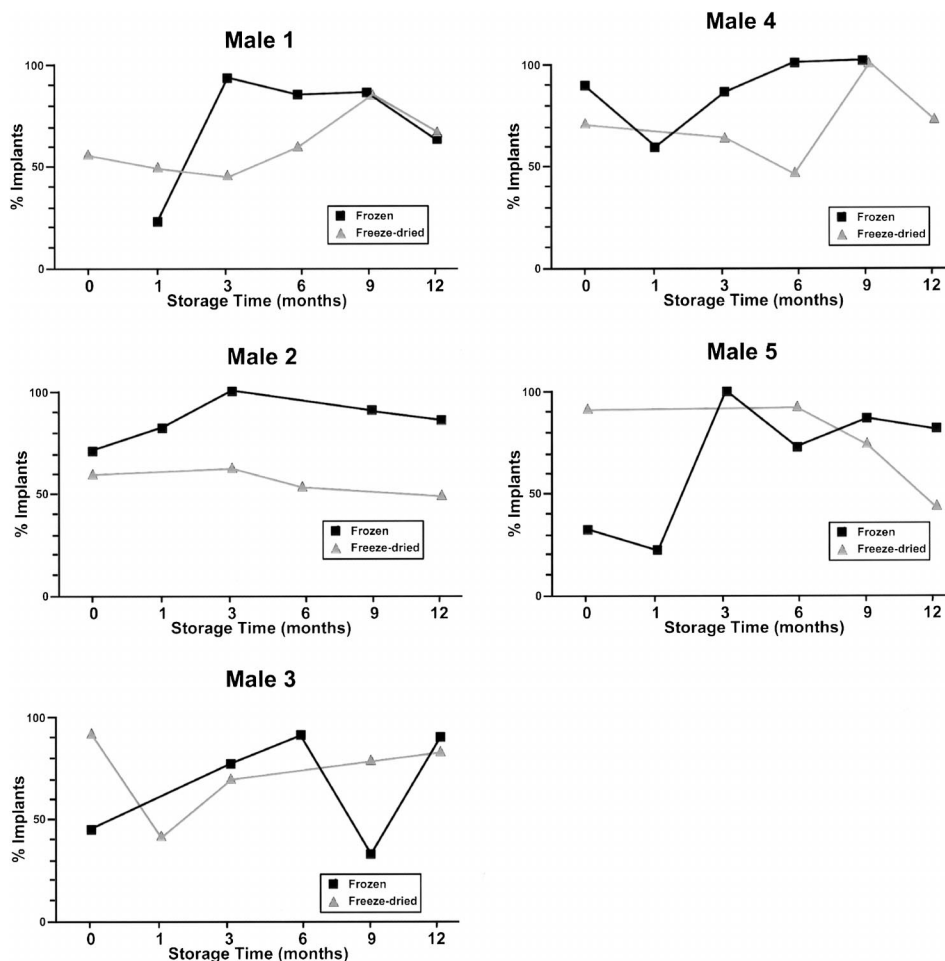 Male 1
100
50
0
% Implants
Frozen
Freeze-dried
0 1 3 6 9 12
Storage Time (months)
Male 2
100
50
0
% Implants
Frozen
Freeze-dried
0 1 3 6 9 12
Storage Time (months)
Male 3
100
50
0
% Implants
Frozen
Freeze-dried
0 1 3 6 9 12
Storage Time (months)
Male 4
100
50
0
% Implants
Frozen
Freeze-dried
0 1 3 6 9 12
Storage Time (months)
Male 5
100
50
0
% Implants
Frozen
Freeze-dried
0 1 3 6 9 12
Storage Time (months)